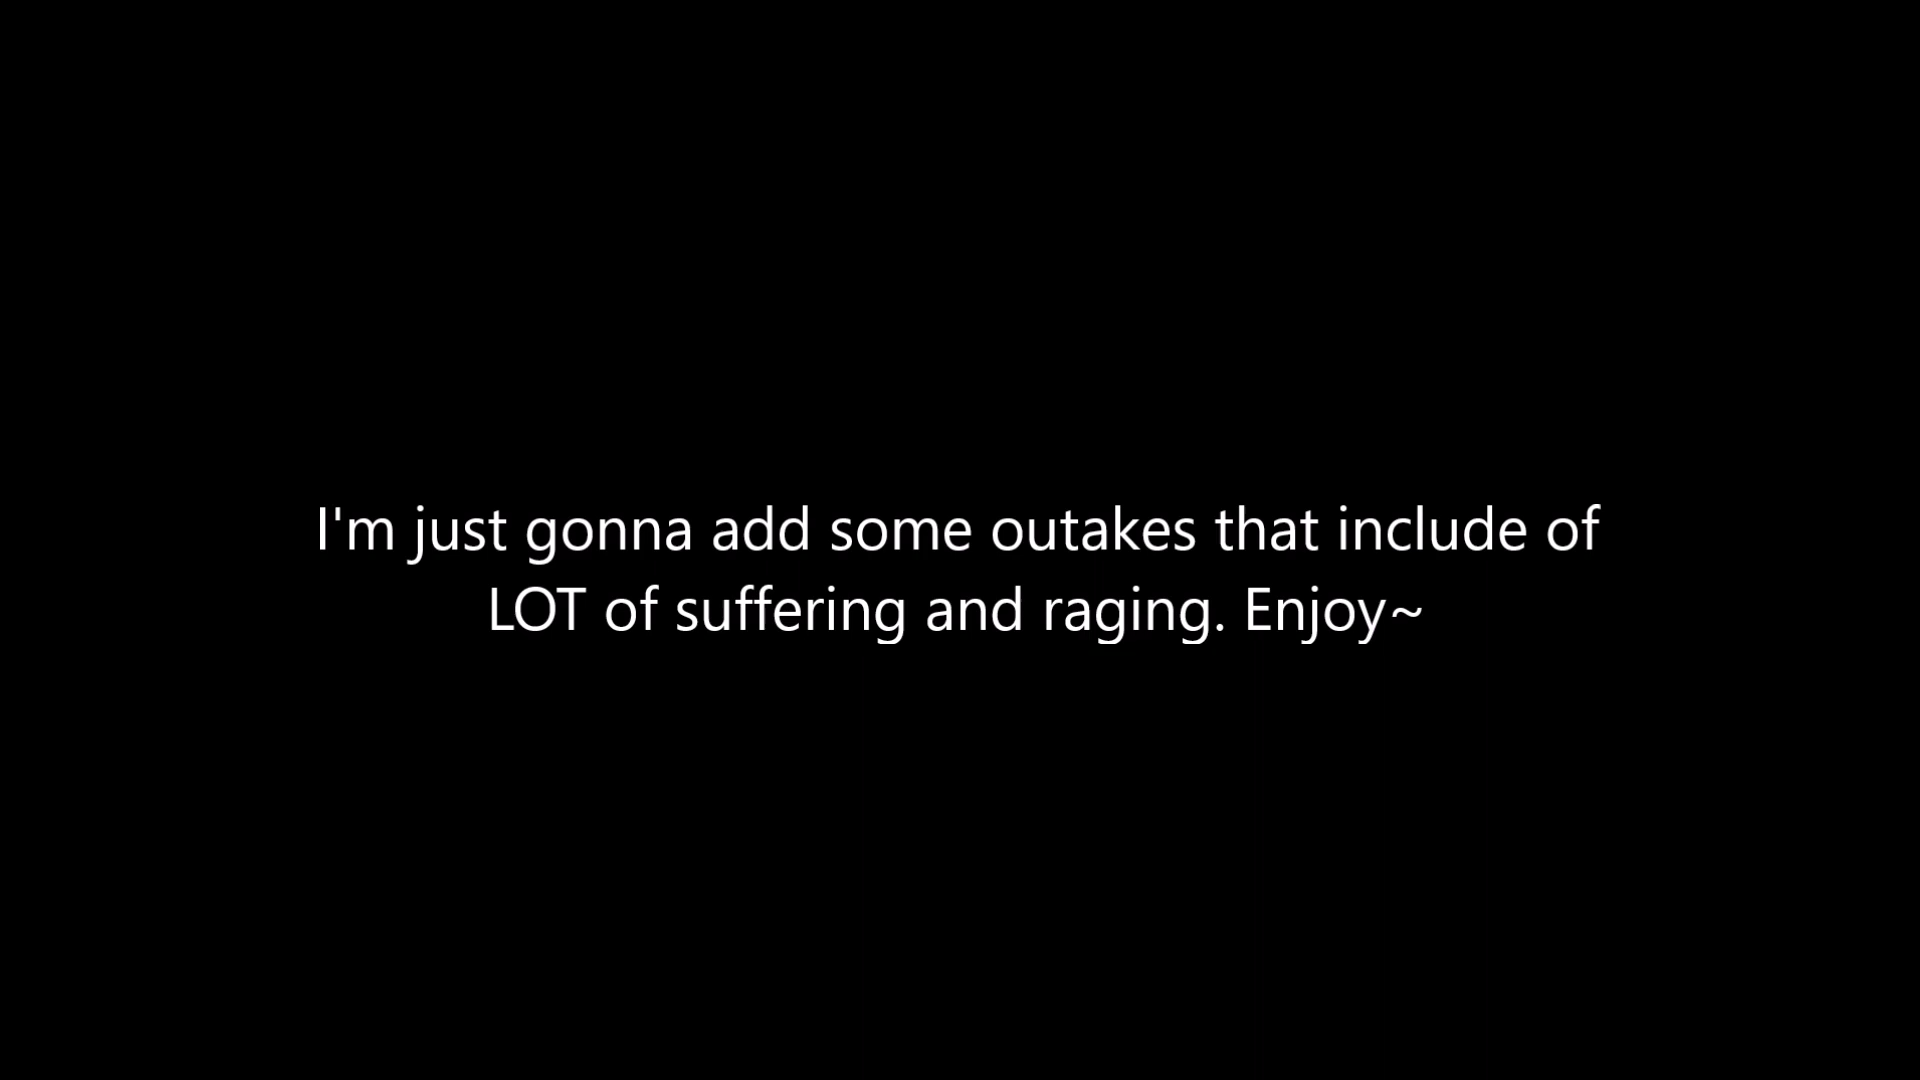 I'm just gonna add some outakes that include of
LOT of suffering and raging. Enjoy~